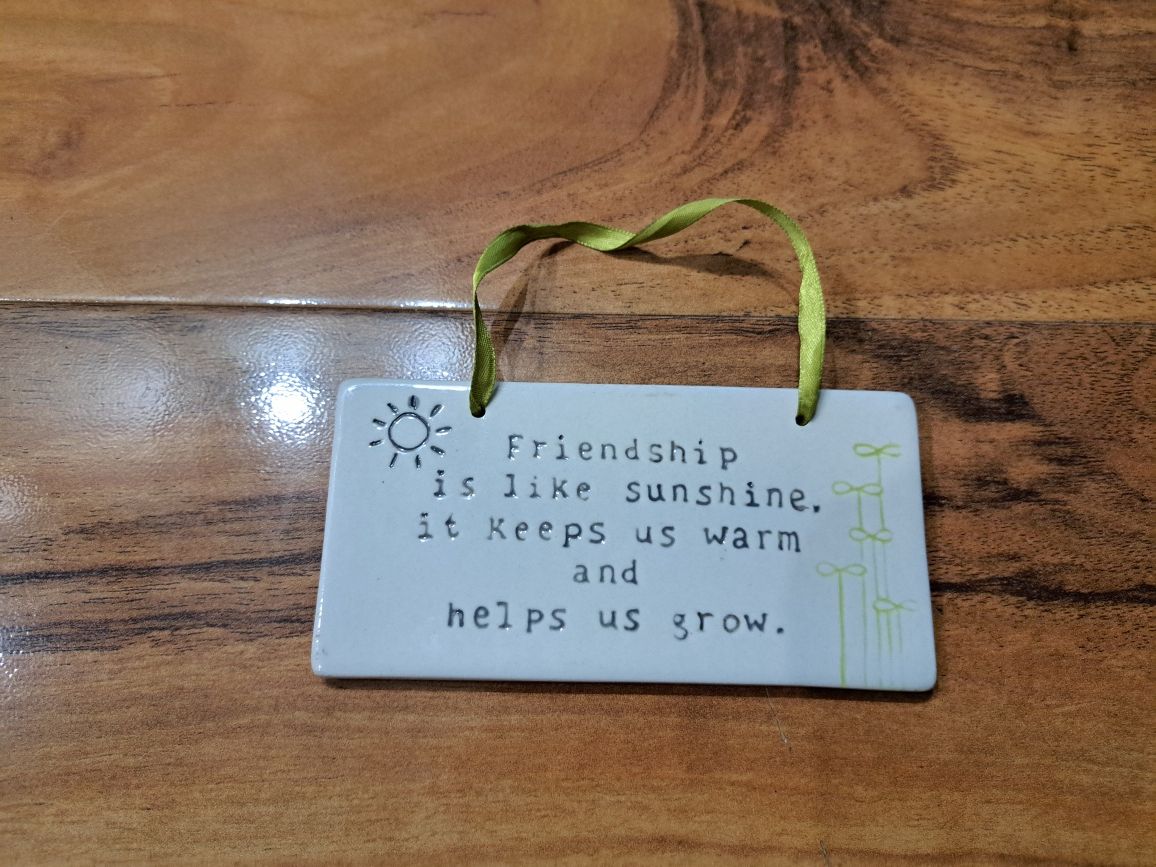 Friendship
is like sunshine,
it keeps us warm
and
helps us grow.